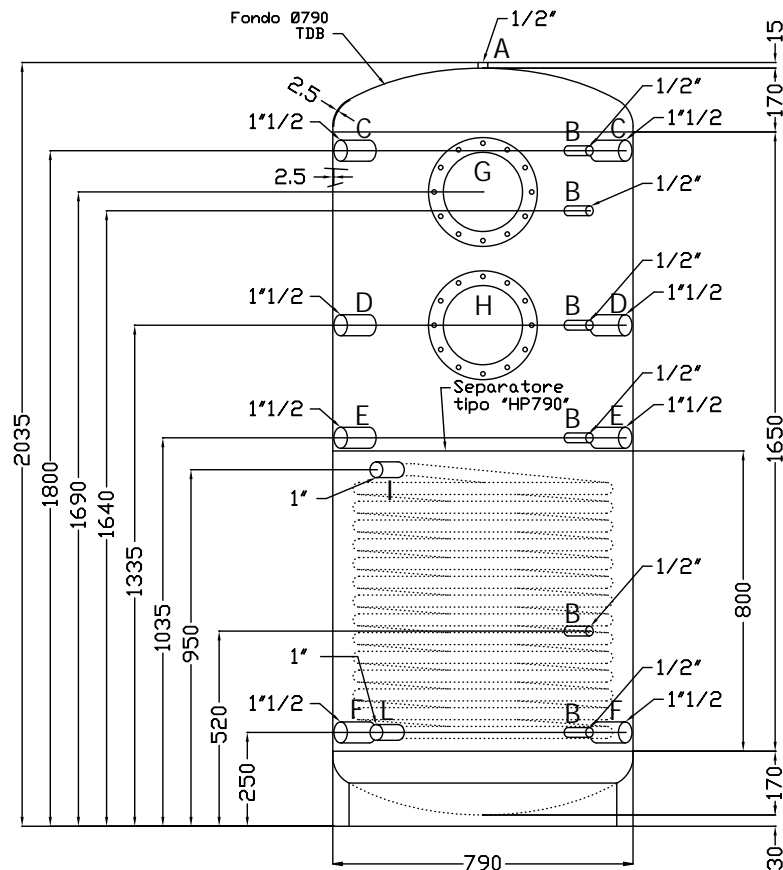 Fondo Ø790
TDB
1/2"
A
15
170
2.5
1"1/2
C
B
1/2"
C
1"1/2
G
2.5
B
1/2"
1/2"
1"1/2
D
H
B
D
1"1/2
Separatore
tipo "HP790"
1/2"
1"1/2
E
B
E
1"1/2
1"
I
1/2"
B
1"
1/2"
1"1/2
F
L
B
F
1"1/2
2035
1800
1690
1640
1335
1035
950
520
250
1650
800
170
30
790